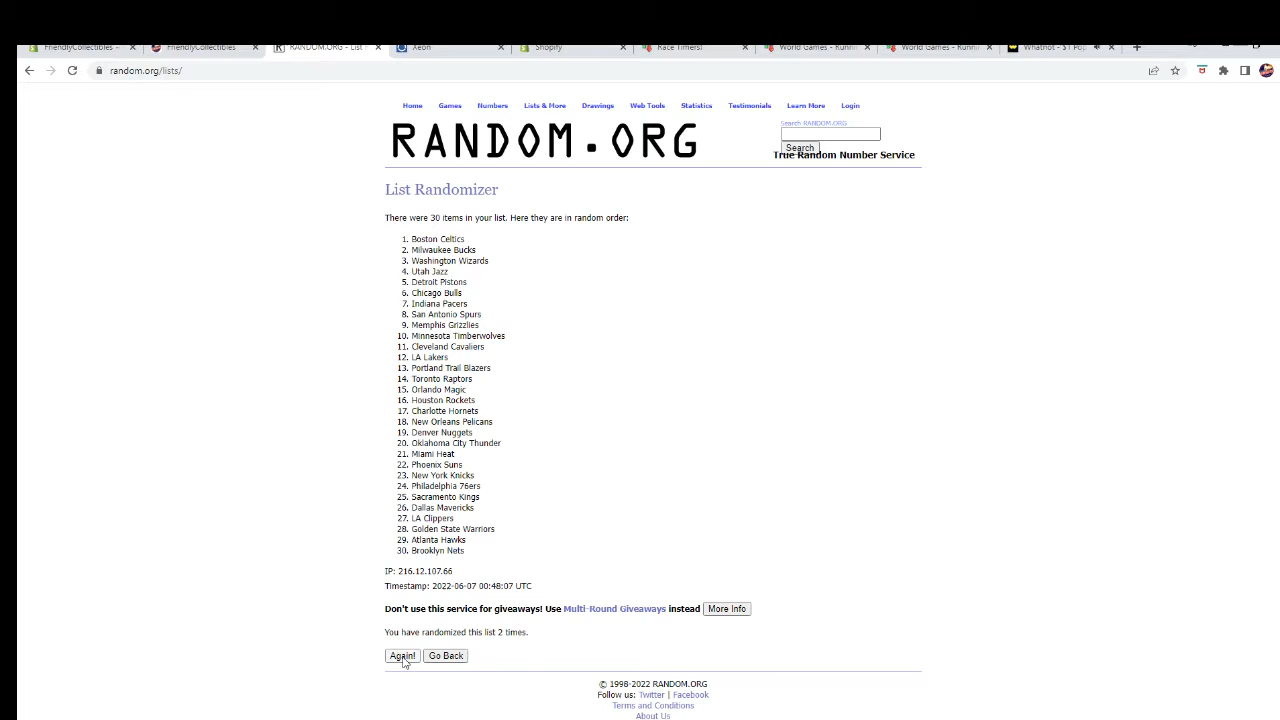 FriendlyCollectibles –
FriendlyCollectibles
RANDOM.ORG - List
Xeon
Shopify
Race Timers!
World Games - Runni
World Games - Runni
Whatnot - $1 Po
random.org/lists/
Home Games Numbers Lists & More Drawings Web Tools Statistics Testimonials Learn More Login
RANDOM.ORG
Search RANDOM.ORG
Search
True Random Number Service
List Randomizer
There were 30 items in your list. Here they are in random order:
1. Boston Celtics
2. Milwaukee Bucks
3. Washington Wizards
4. Utah Jazz
5. Detroit Pistons
6. Chicago Bulls
7. Indiana Pacers
8. San Antonio Spurs
9. Memphis Grizzlies
10. Minnesota Timberwolves
11. Cleveland Cavaliers
12. LA Lakers
13. Portland Trail Blazers
14. Toronto Raptors
15. Orlando Magic
16. Houston Rockets
17. Charlotte Hornets
18. New Orleans Pelicans
19. Denver Nuggets
20. Oklahoma City Thunder
21. Miami Heat
22. Phoenix Suns
23. New York Knicks
24. Philadelphia 76ers
25. Sacramento Kings
26. Dallas Mavericks
27. LA Clippers
28. Golden State Warriors
29. Atlanta Hawks
30. Brooklyn Nets
IP: 216.12.107.66
Timestamp: 2022-06-07 00:48:07 UTC
Don't use this service for giveaways! Use Multi-Round Giveaways instead More Info
You have randomized this list 2 times.
Again! Go Back
© 1998-2022 RANDOM.ORG
Follow us: Twitter | Facebook
Terms and Conditions
About Us